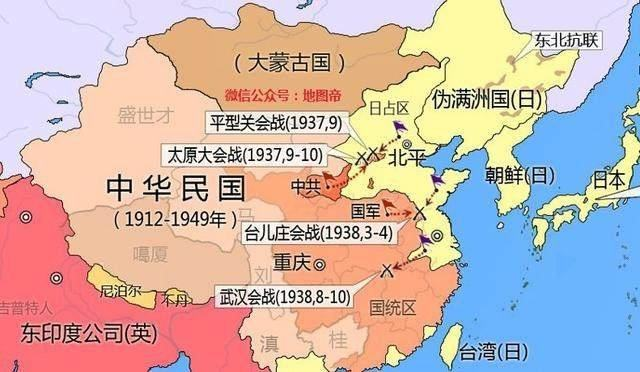 东北抗联
(大蒙古国)
微信公众号:地图帝
日占区
伪满洲国(日)
盛世才
平型关会战(1937,9)
太原大会战(1937,9-10)
北平
中共
朝鲜(日)
日本
中华民国
(1912-1949年)
马
国军
台儿庄会战(1938,3-4)
噶厦
刘
重庆
尼泊尔
不丹
武汉会战(1938,8-10)
国统区
吉普特人
东印度公司(英)
滇
桂
台湾(日)